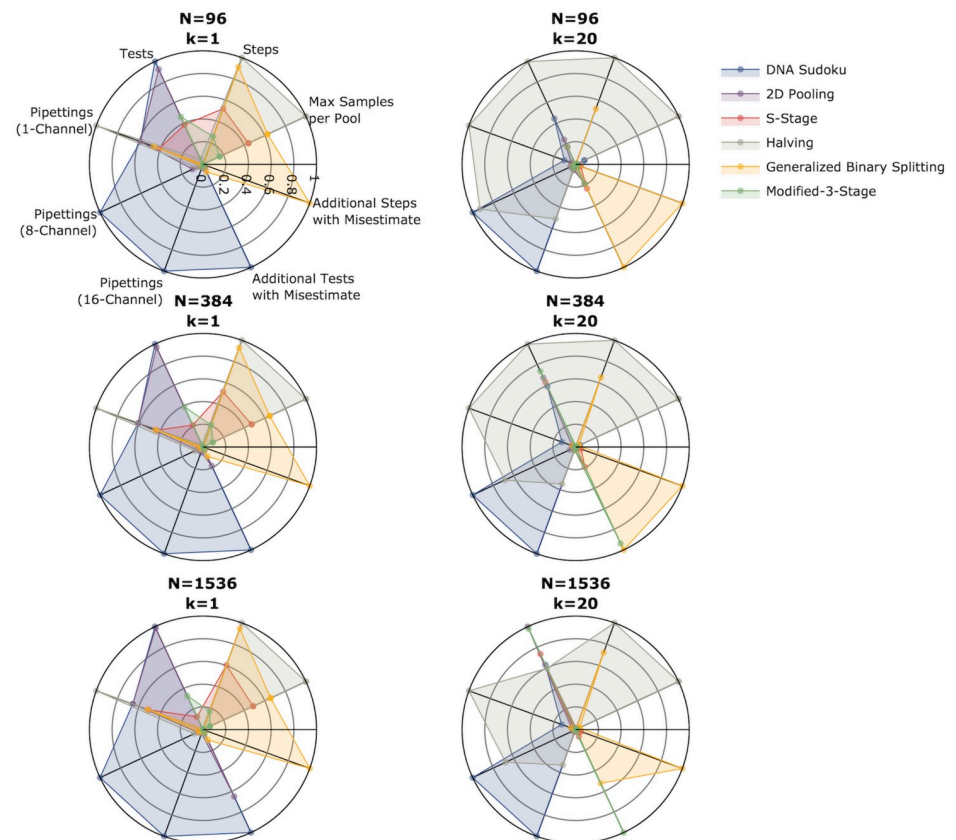 N=96
k=1
Tests
Steps
Pipettings
(1-Channel)
Max Samples
per Pool
0 0.2 0.4 0.6 0.8 1
Additional Steps
with Misestimate
Pipettings
(8-Channel)
Pipettings
(16-Channel)
Additional Tests
with Misestimate
N=96
k=20
DNA Sudoku
2D Pooling
S-Stage
Halving
Generalized Binary Splitting
Modified-3-Stage
N=384
k=1
N=384
k=20
N=1536
k=1
N=1536
k=20